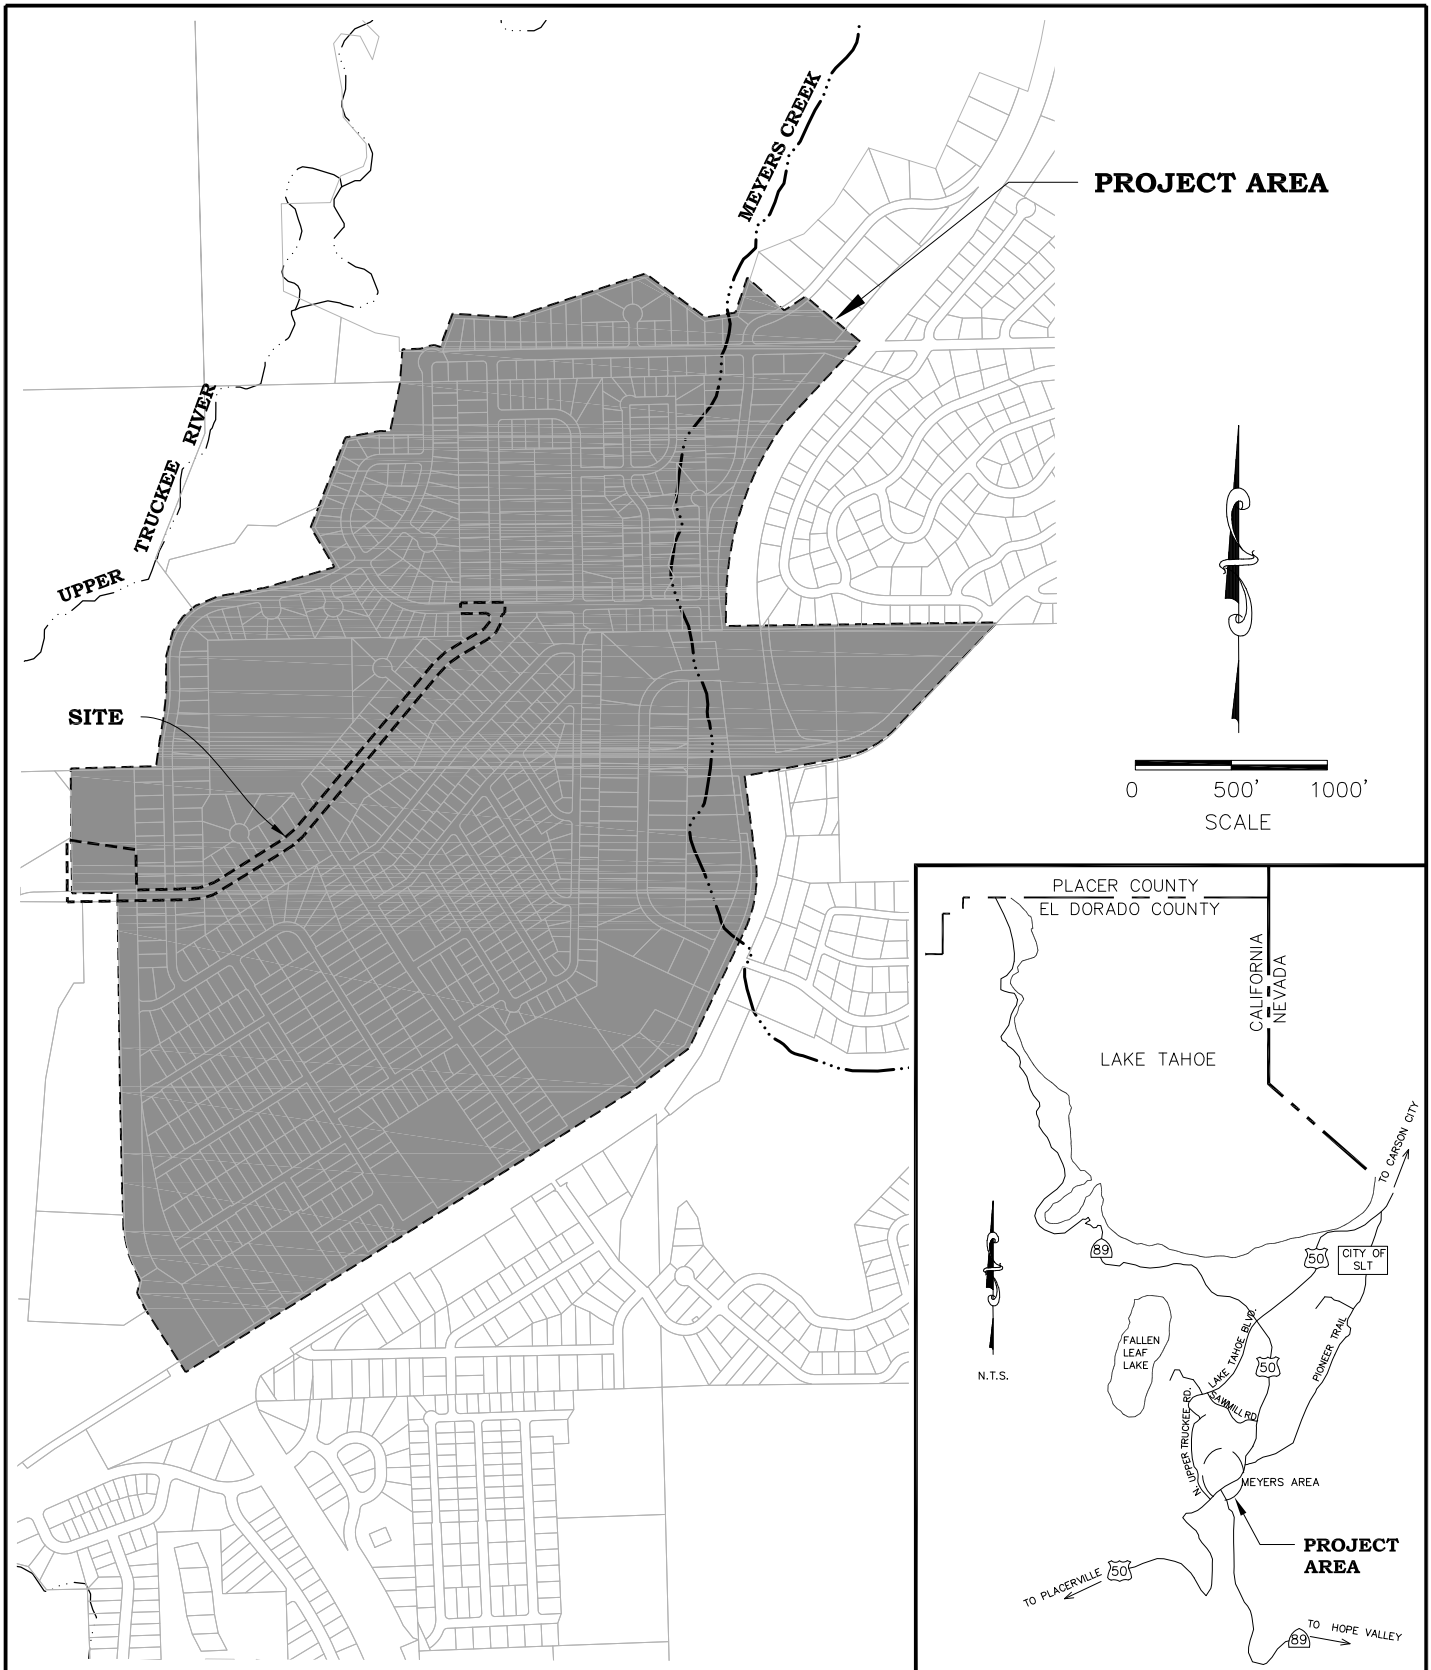 MEYERS CREEK
PROJECT AREA
UPPER TRUCKEE RIVER
SITE
0 500' 1000'
SCALE
PLACER COUNTY
EL DORADO COUNTY
CALIFORNIA
NEVADA
LAKE TAHOE
TO CARSON CITY
89
50
CITY OF
SLT
N.T.S.
FALLEN
LEAF
LAKE
LAKE TAHOE BLVD.
50
PIONEER TRAIL
SAWMILL RD
N. UPPER TRUCKEE RD.
MEYERS AREA
PROJECT
AREA
TO PLACERVILLE
50
89
TO HOPE VALLEY